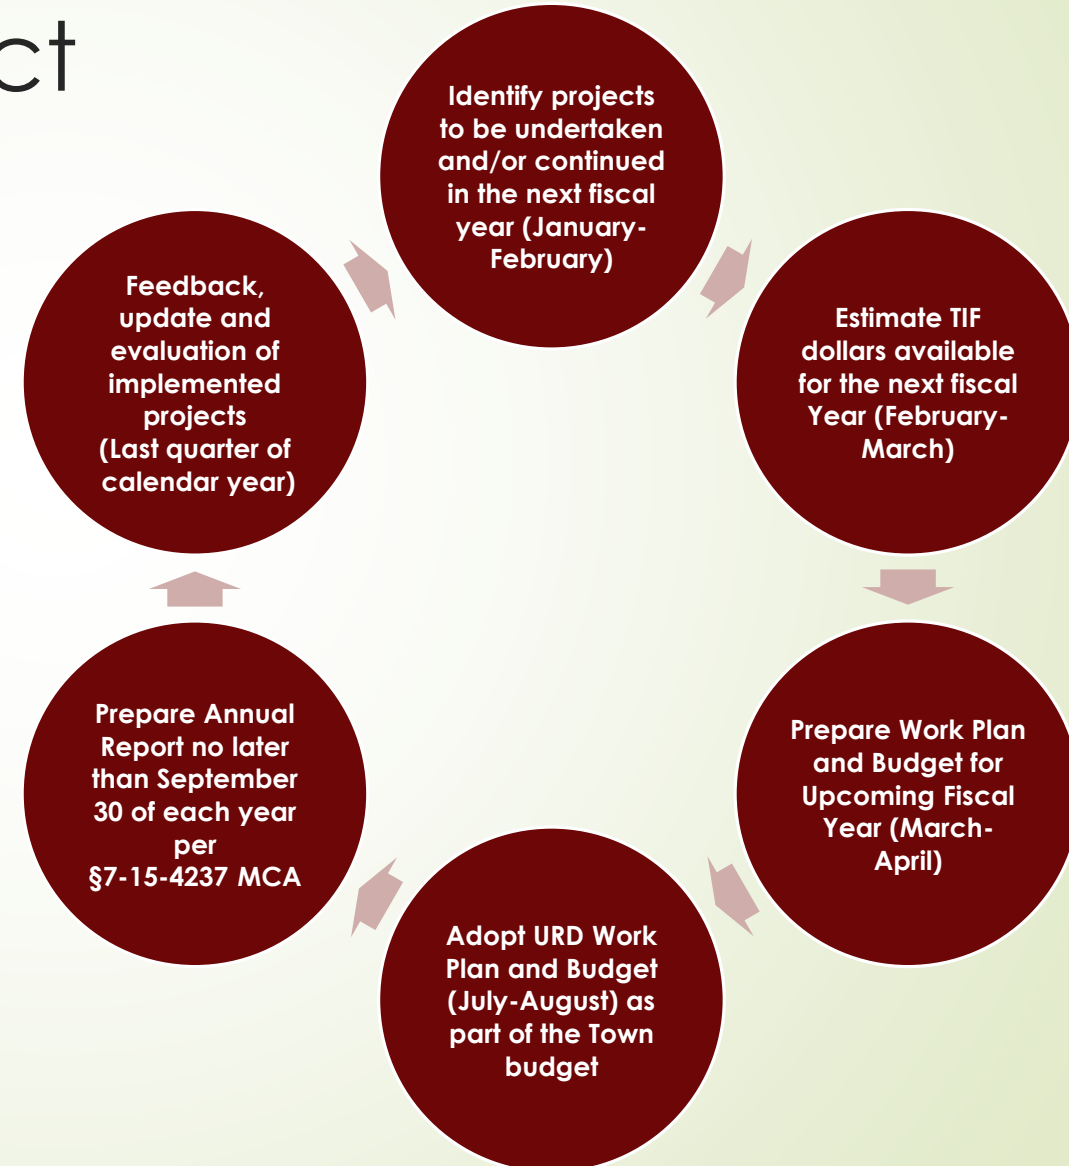 ct
Identify projects
to be undertaken
and/or continued
in the next fiscal
year (January-
February)
Estimate TIF
dollars available
for the next fiscal
Year (February-
March)
Prepare Work Plan
and Budget for
Upcoming Fiscal
Year (March-
April)
Adopt URD Work
Plan and Budget
(July-August) as
part of the Town
budget
Prepare Annual
Report no later
than September
30 of each year
per
§7-15-4237 MCA
Feedback,
update and
evaluation of
implemented
projects
(Last quarter of
calendar year)